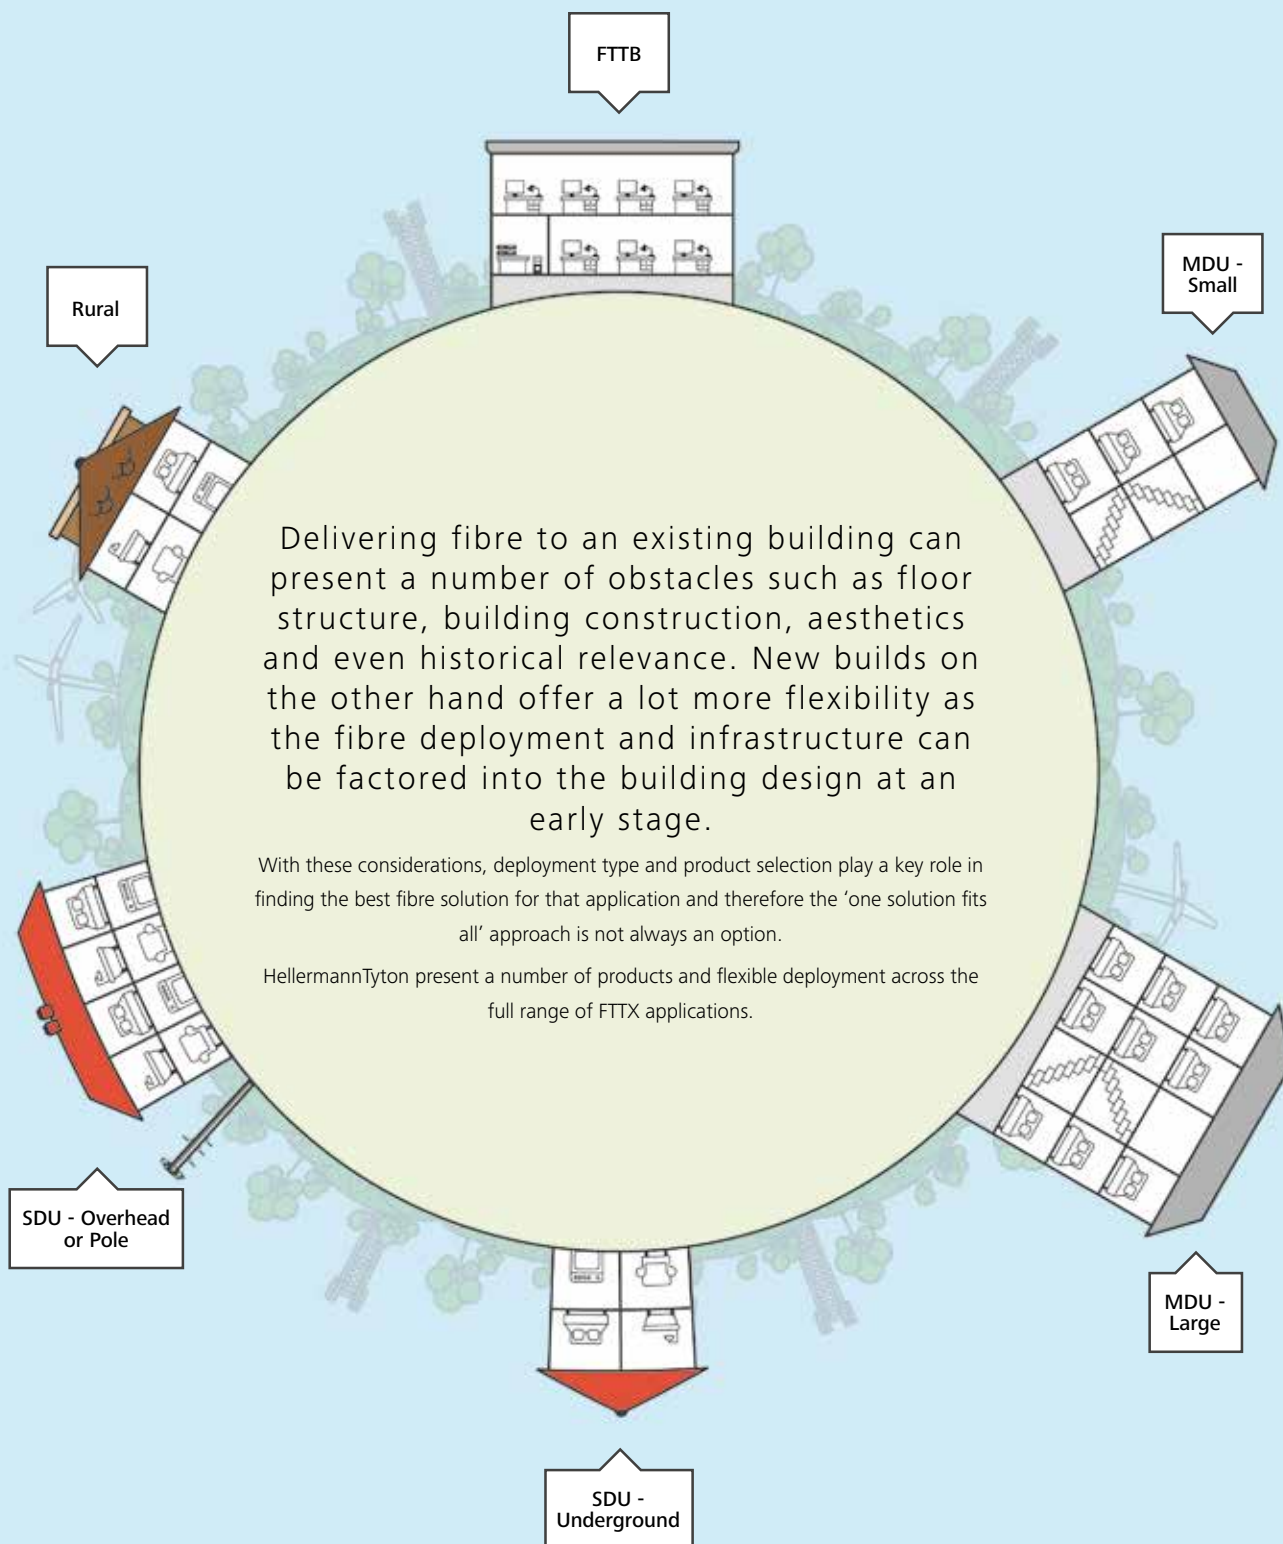 FTTB
MDU -
Small
Rural
Delivering fibre to an existing building can
present a number of obstacles such as floor
structure, building construction, aesthetics
and even historical relevance. New builds on
the other hand offer a lot more flexibility as
the fibre deployment and infrastructure can
be factored into the building design at an
early stage.
With these considerations, deployment type and product selection play a key role in
finding the best fibre solution for that application and therefore the ‘one solution fits
all’ approach is not always an option.
HellermannTyton present a number of products and flexible deployment across the
full range of FTTX applications.
SDU - Overhead
or Pole
MDU -
Large
SDU -
Underground